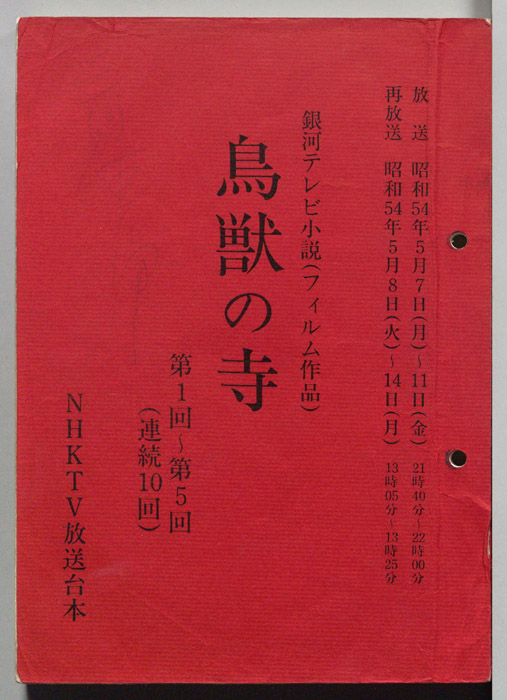 放送 昭和54年5月7日(月)〜11日(金) 21時40分〜22時00分
再放送 昭和54年5月8日(火)〜14日(月) 13時05分〜13時25分
銀河テレビ小説(フィルム作品)
鳥獣の寺
第1回〜第5回
(連続10回)
NHKTV放送台本